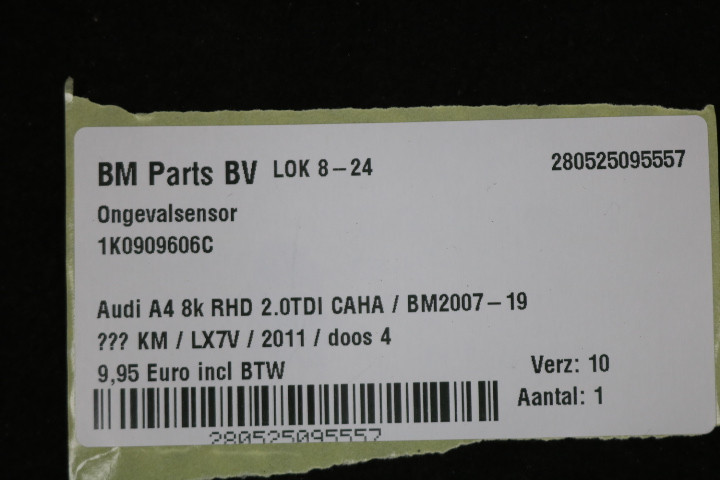 BM Parts BV LOK 8-24 280525095557
Ongevalsensor
1K0909606C
Audi A4 8k RHD 2.0TDI CAHA / BM2007-19
??? KM / LX7V / 2011 / doos 4
9,95 Euro incl BTW Verz: 10
Aantal: 1
280525095557